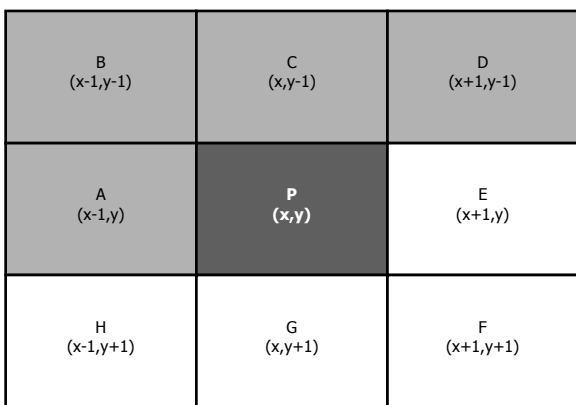 B
(x-1,y-1)
C
(x,y-1)
D
(x+1,y-1)
A
(x-1,y)
P
(x,y)
E
(x+1,y)
H
(x-1,y+1)
G
(x,y+1)
F
(x+1,y+1)